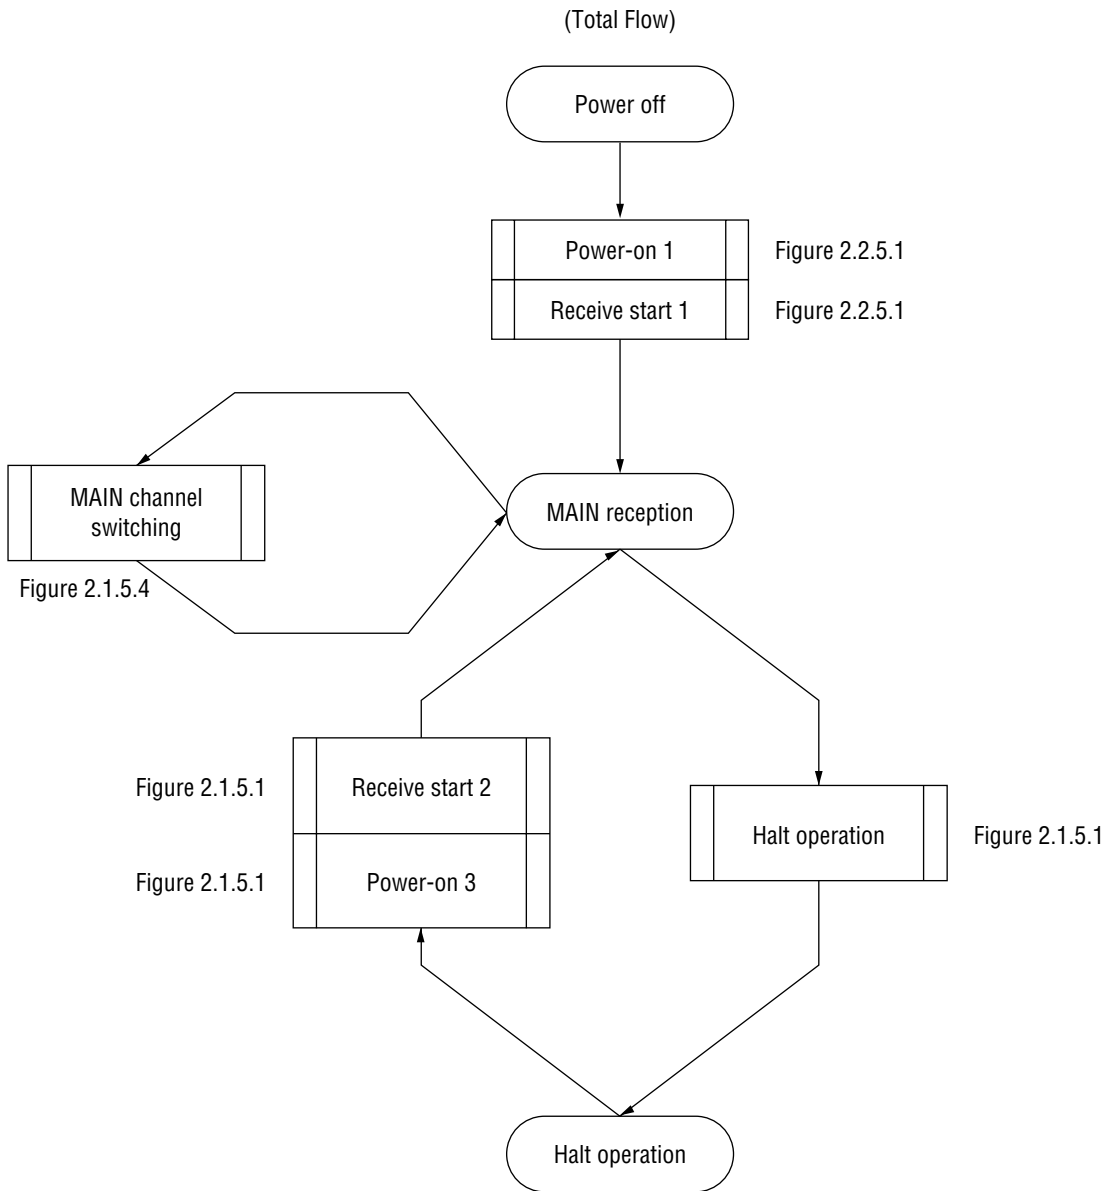 (Total Flow)
Power off
Power-on 1
Figure 2.2.5.1
Receive start 1
Figure 2.2.5.1
MAIN channel
switching
Figure 2.1.5.4
MAIN reception
Figure 2.1.5.1
Receive start 2
Figure 2.1.5.1
Power-on 3
Halt operation
Figure 2.1.5.1
Halt operation